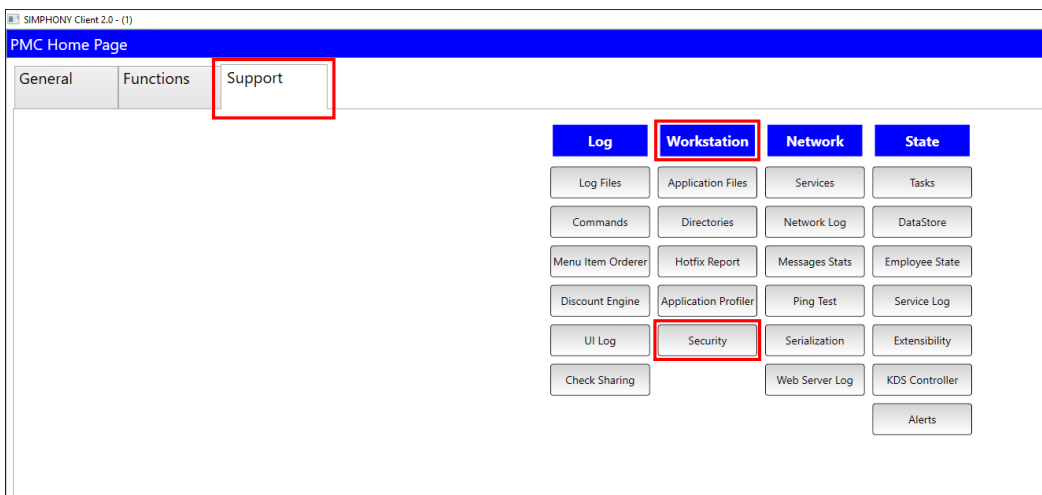 SIMPHONY Client 2.0 - (1)
PMC Home Page
General Functions Support
Log Workstation Network State
Log Files Application Files Services Tasks
Commands Directories Network Log DataStore
Menu Item Orderer Hotfix Report Messages Stats Employee State
Discount Engine Application Profiler Ping Test Service Log
UI Log Security Serialization Extensibility
Check Sharing Web Server Log KDS Controller
Alerts